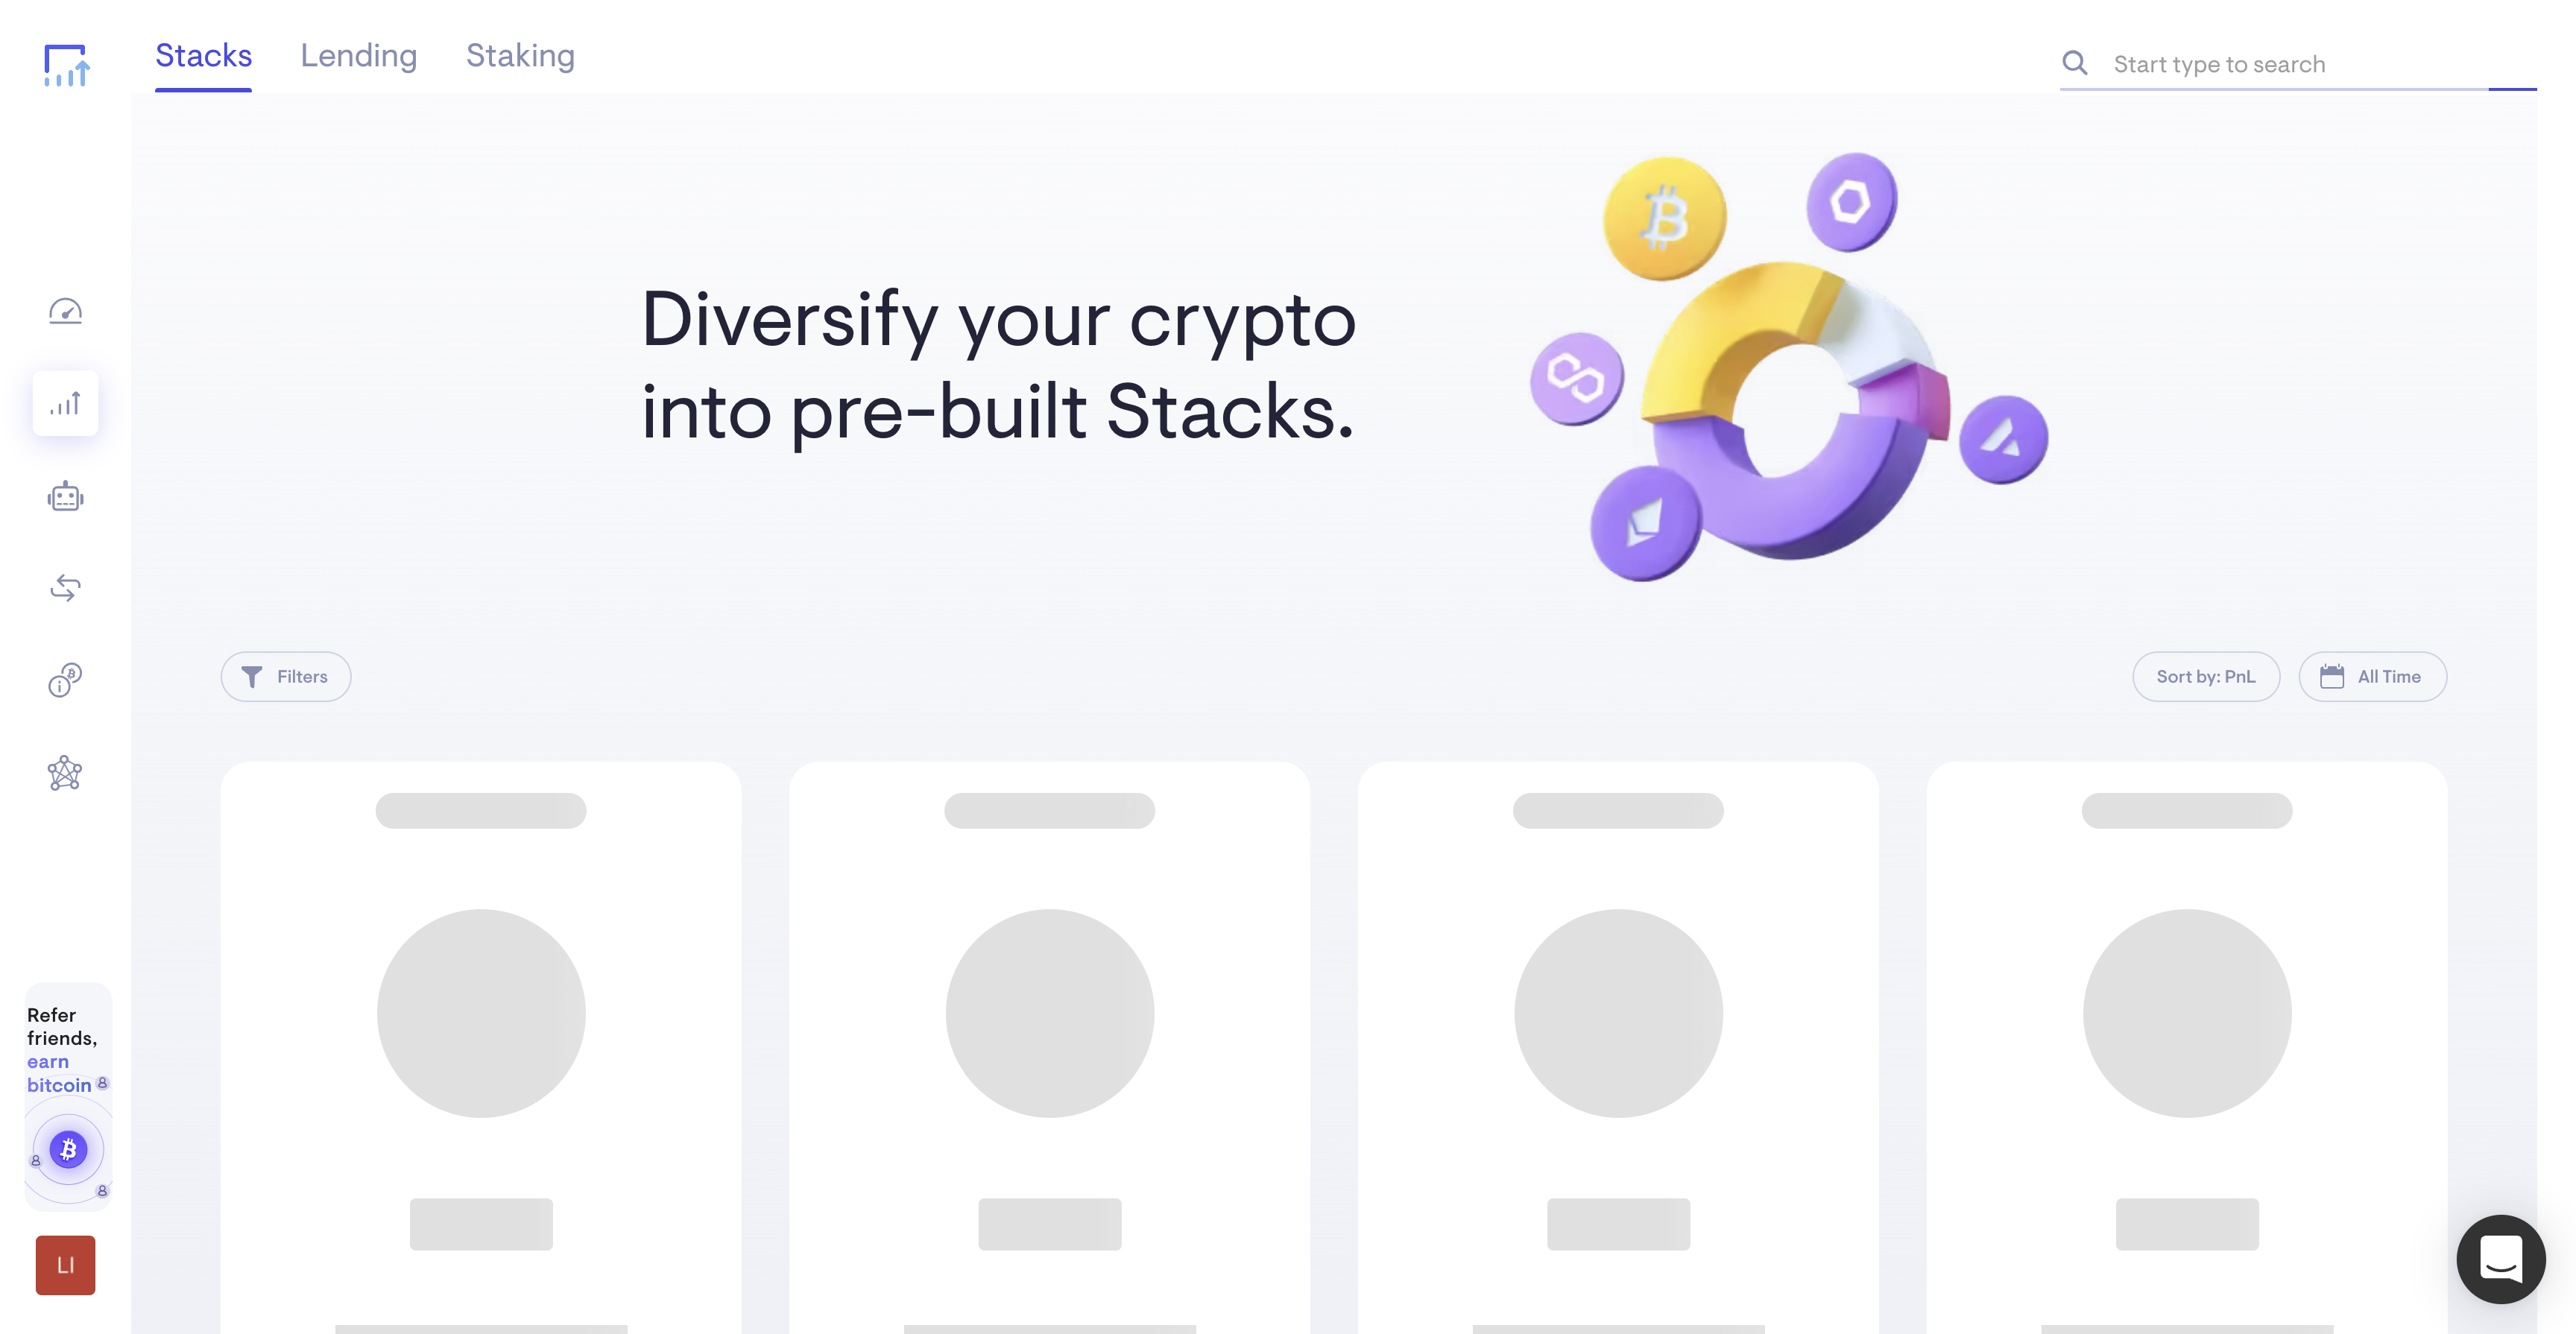 Stacks
Lending
Staking
Start type to search
Diversify your crypto
into pre-built Stacks.
Filters
Sort by: PnL
All Time
Refer
friends,
earn
bitcoin
LI